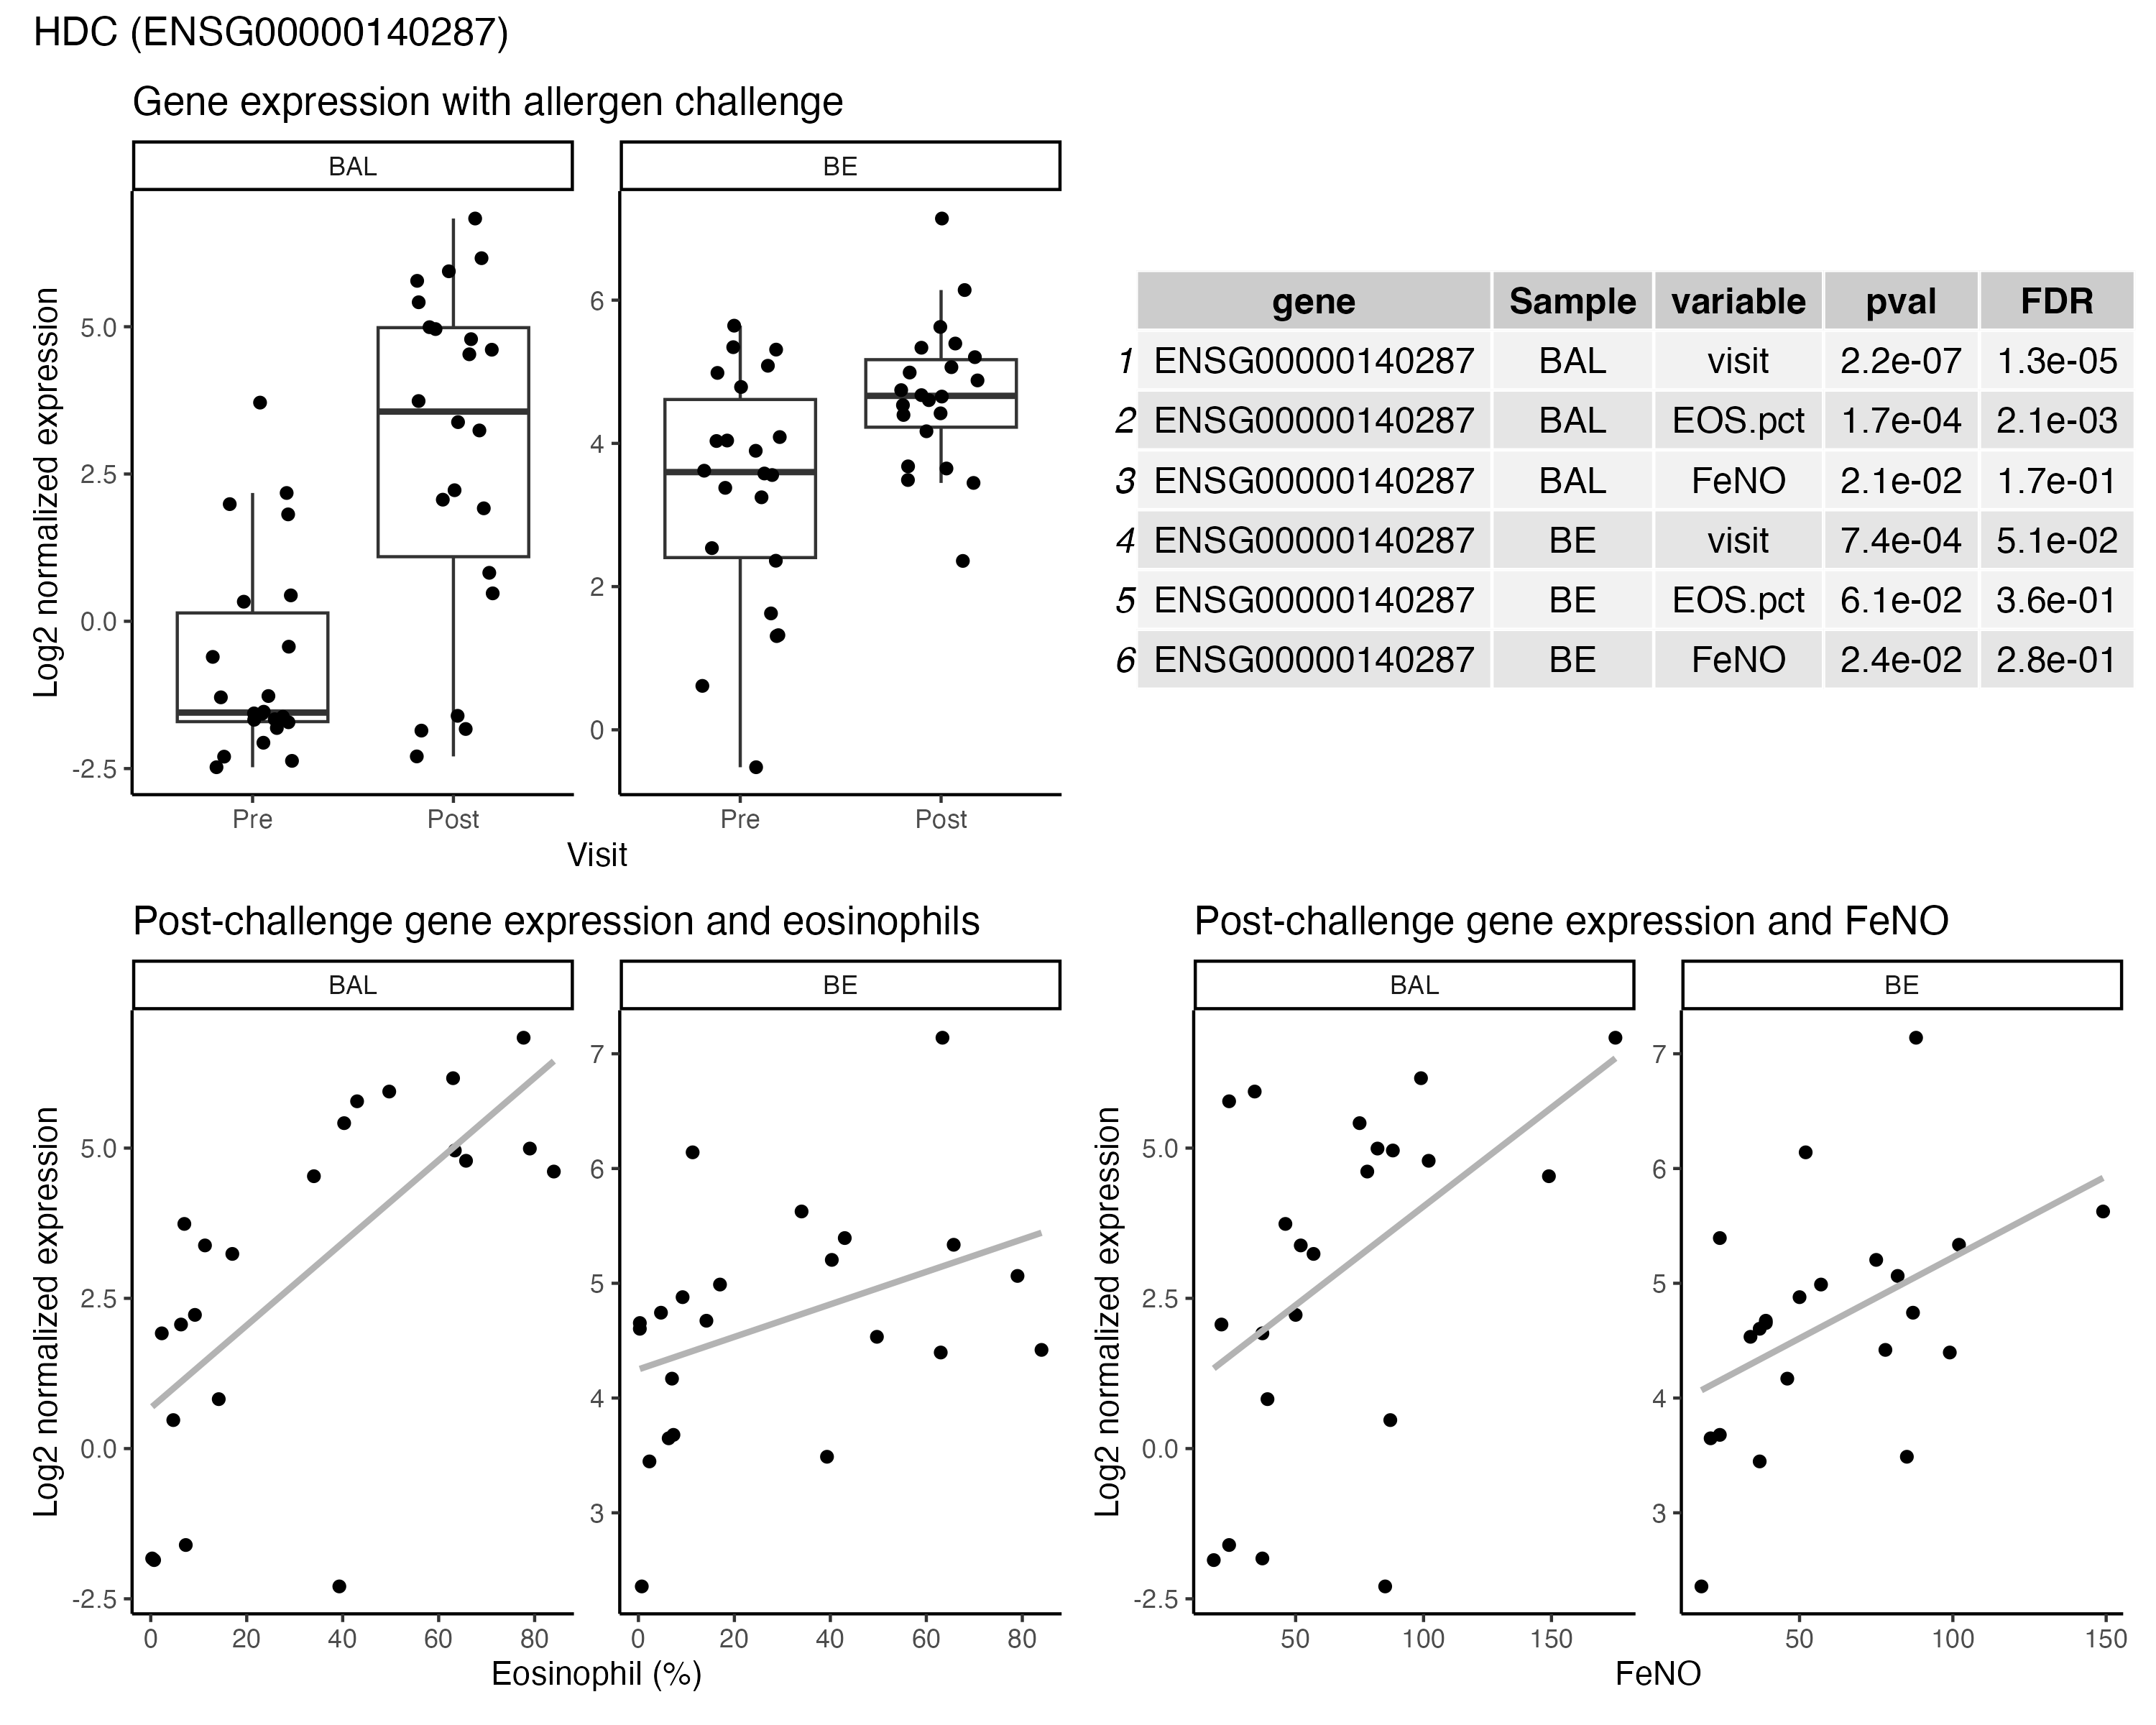 HDC (ENSG00000140287)
Gene expression with allergen challenge
BAL
BE
Log2 normalized expression
5.0
2.5
0.0
-2.5
6
4
2
0
Pre
Post
Pre
Post
Visit
gene Sample variable pval FDR
1 ENSG00000140287 BAL visit 2.2e-07 1.3e-05
2 ENSG00000140287 BAL EOS.pct 1.7e-04 2.1e-03
3 ENSG00000140287 BAL FeNO 2.1e-02 1.7e-01
4 ENSG00000140287 BE visit 7.4e-04 5.1e-02
5 ENSG00000140287 BE EOS.pct 6.1e-02 3.6e-01
6 ENSG00000140287 BE FeNO 2.4e-02 2.8e-01
Post-challenge gene expression and eosinophils
BAL
BE
Log2 normalized expression
5.0
2.5
0.0
-2.5
7
6
5
4
3
0 20 40 60 80
0 20 40 60 80
Eosinophil (%)
Post-challenge gene expression and FeNO
BAL
BE
Log2 normalized expression
5.0
2.5
0.0
-2.5
7
6
5
4
3
50 100 150
50 100 150
FeNO